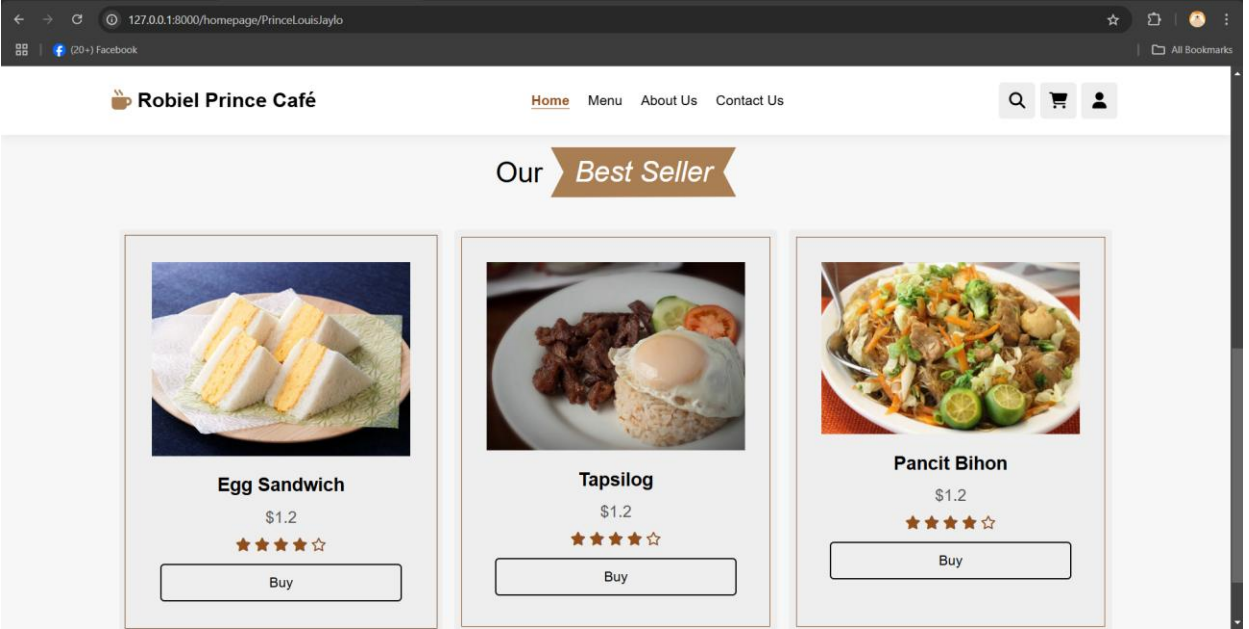 127.0.0.1:8000/homepage/PrinceLouisJaylo
(20+) Facebook
All Bookmarks
Robiel Prince Café
Home Menu About Us Contact Us
Our Best Seller
Egg Sandwich
$1.2
Buy
Tapsilog
$1.2
Buy
Pancit Bihon
$1.2
Buy